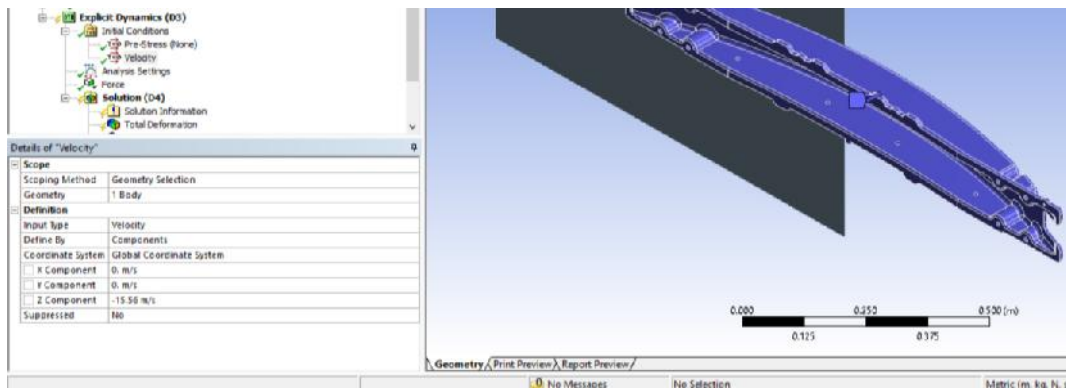 Explicit Dynamics (D3)
Initial Conditions
Pre-Stress (None)
Velocity
Analysis Settings
Force
Solution (D4)
Solution Information
Total Deformation
Details of "Velocity"
Scope
Scoping Method Geometry Selection
Geometry 1 Body
Definition
Input Type Velocity
Define By Components
Coordinate System Global Coordinate System
X Component 0. m/s
Y Component 0. m/s
Z Component -15.56 m/s
Suppressed No
0.000 0.250 0.500 (m)
0.125 0.375
Geometry Print Preview Report Preview
0 No Messages No Selection Metric (m, kg, N, s